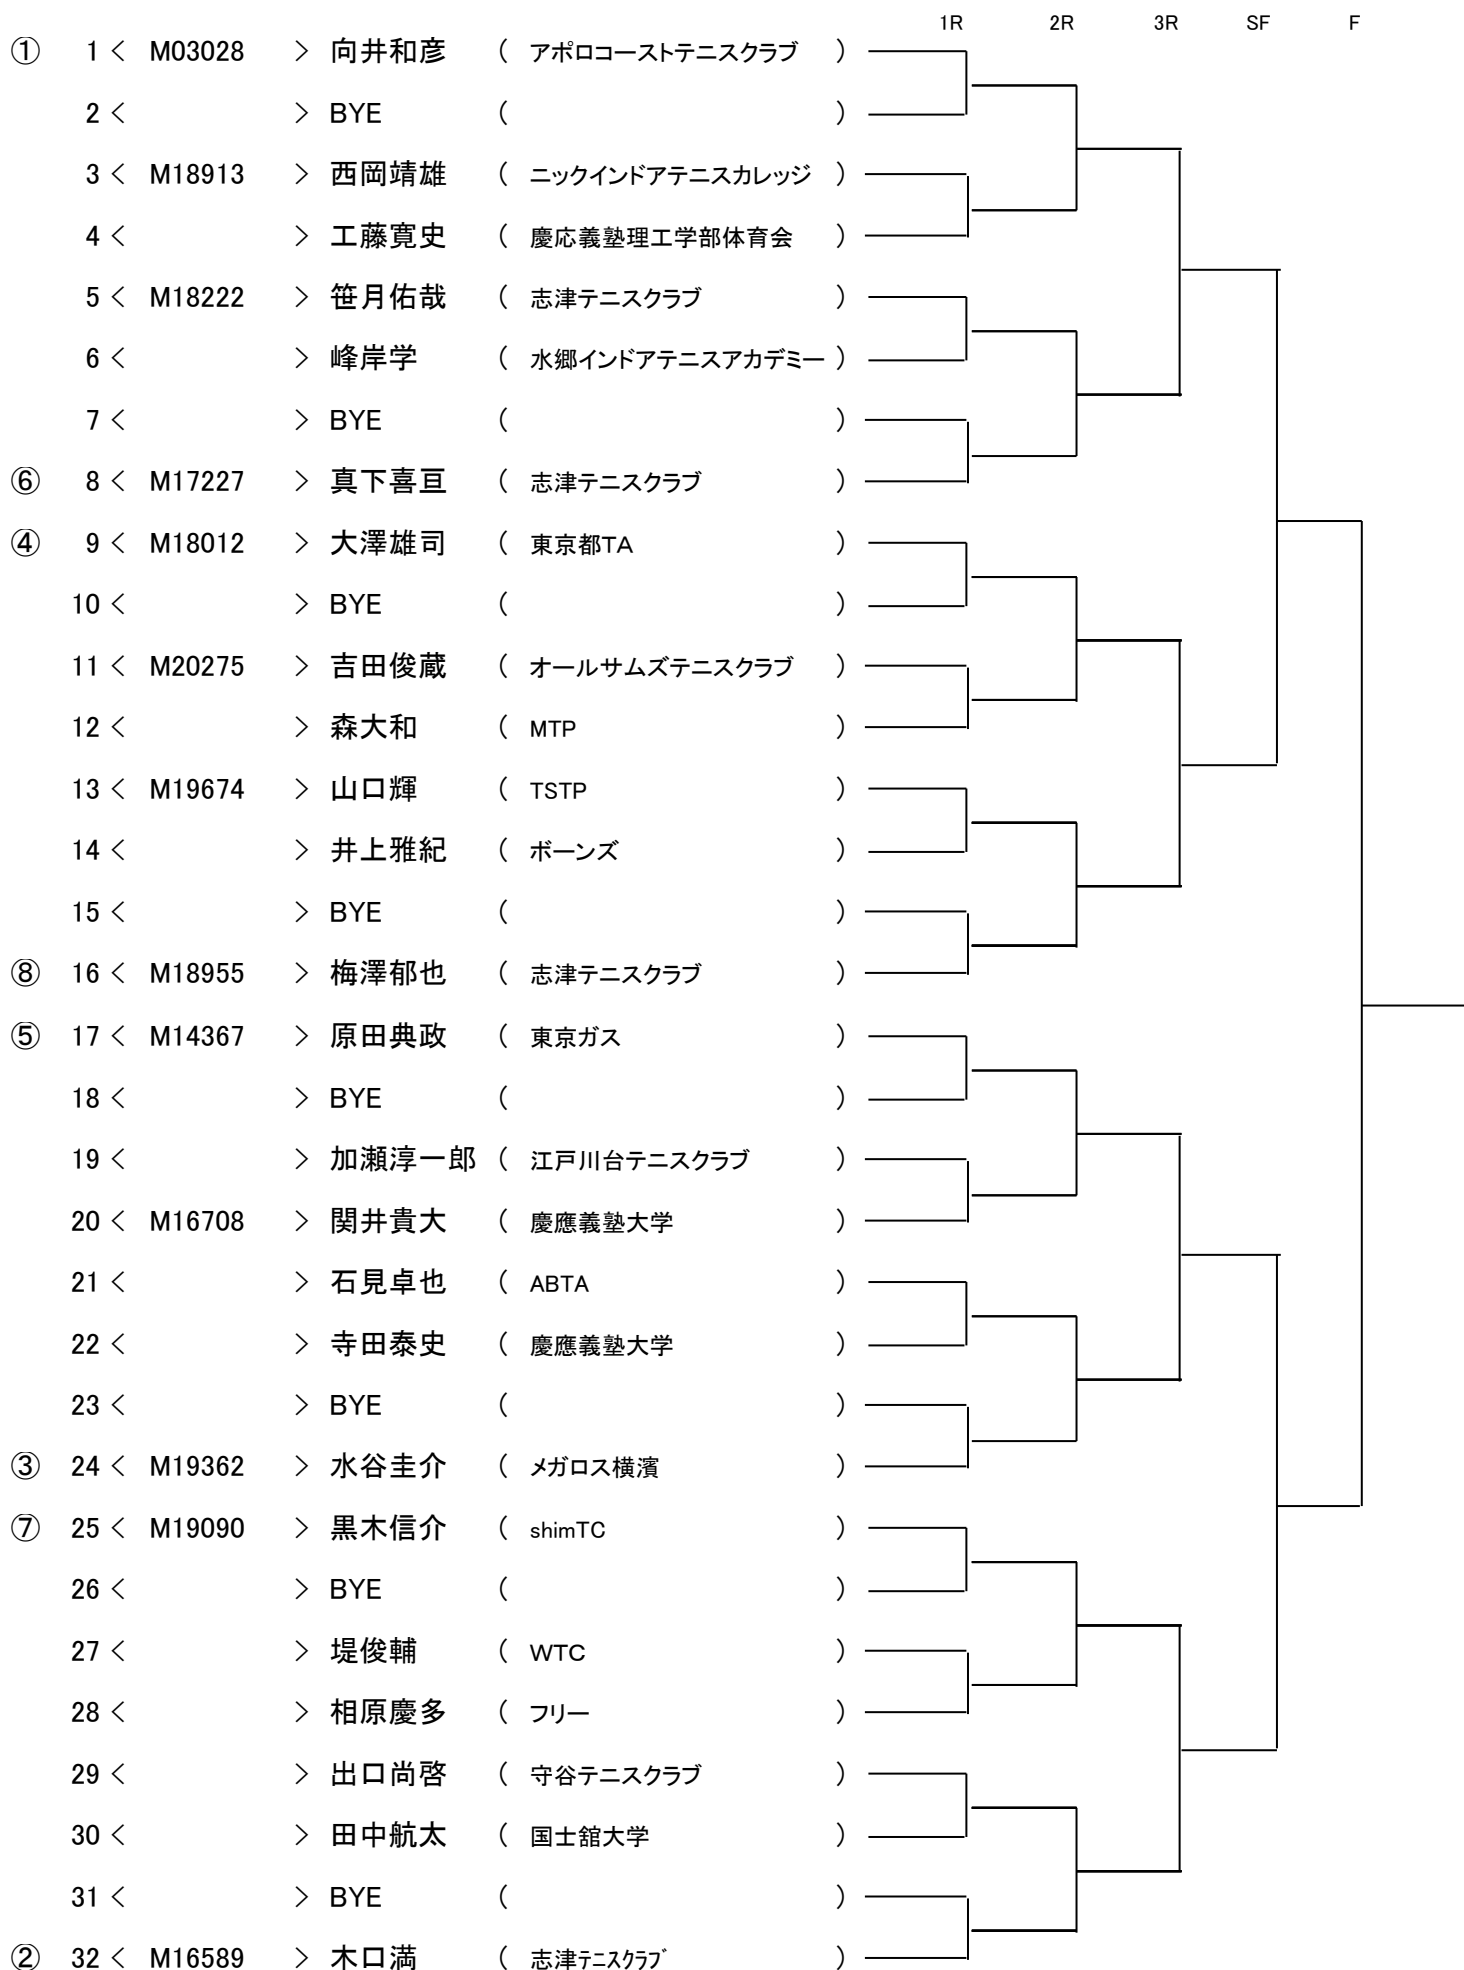 1R 2R 3R SF F
① 1 < M03028 > 向井和彦 ( アポロコーストテニスクラブ )
2 < > BYE ( )
3 < M18913 > 西岡靖雄 ( ニックインドアテニスカレッジ )
4 < > 工藤寛史 ( 慶応義塾理工学部体育会 )
5 < M18222 > 笹月佑哉 ( 志津テニスクラブ )
6 < > 峰岸学 ( 水郷インドアテニスアカデミー )
7 < > BYE ( )
⑥ 8 < M17227 > 真下喜亘 ( 志津テニスクラブ )
④ 9 < M18012 > 大澤雄司 ( 東京都TA )
10 < > BYE ( )
11 < M20275 > 吉田俊蔵 ( オールサムズテニスクラブ )
12 < > 森大和 ( MTP )
13 < M19674 > 山口輝 ( TSTP )
14 < > 井上雅紀 ( ボーンズ )
15 < > BYE ( )
⑧ 16 < M18955 > 梅澤郁也 ( 志津テニスクラブ )
⑤ 17 < M14367 > 原田典政 ( 東京ガス )
18 < > BYE ( )
19 < > 加瀬淳一郎 ( 江戸川台テニスクラブ )
20 < M16708 > 関井貴大 ( 慶應義塾大学 )
21 < > 石見卓也 ( ABTA )
22 < > 寺田泰史 ( 慶應義塾大学 )
23 < > BYE ( )
③ 24 < M19362 > 水谷圭介 ( メガロス横濱 )
⑦ 25 < M19090 > 黒木信介 ( shimTC )
26 < > BYE ( )
27 < > 堤俊輔 ( WTC )
28 < > 相原慶多 ( フリー )
29 < > 出口尚啓 ( 守谷テニスクラブ )
30 < > 田中航太 ( 国士舘大学 )
31 < > BYE ( )
② 32 < M16589 > 木口満 ( 志津ﾃﾆｽｸﾗﾌﾞ )